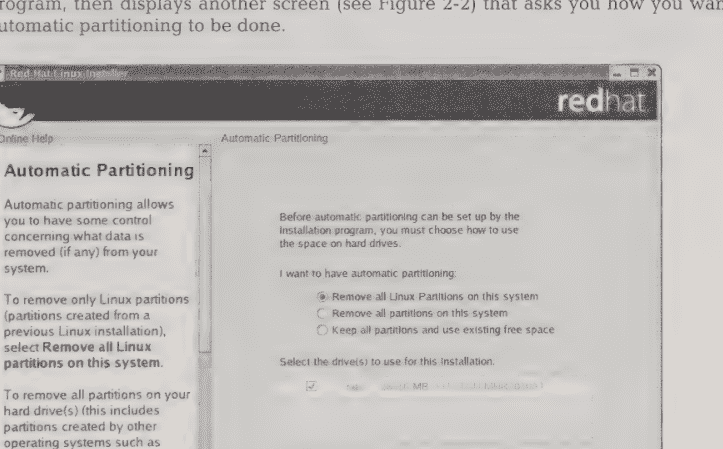 rogram, then displays another screen (see Figure 2-2) that asks you how you wan
utomatic partitioning to be done.
Red Hat Linux Installer
redhat
Online Help
Automatic Partitioning
Automatic Partitioning
Automatic partitioning allows
you to have some control
concerning what data is
removed (if any) from your
system.
To remove only Linux partitions
(partitions created from a
previous Linux installation),
select Remove all Linux
partitions on this system.
To remove all partitions on your
hard drive(s) (this includes
partitions created by other
operating systems such as
Before automatic partitioning can be set up by the
installation program, you must choose how to use
the space on hard drives.
I want to have automatic partitioning:
Remove all Linux Partitions on this system
Remove all partitions on this system
Keep all partitions and use existing free space
Select the drive(s) to use for this installation.
MB